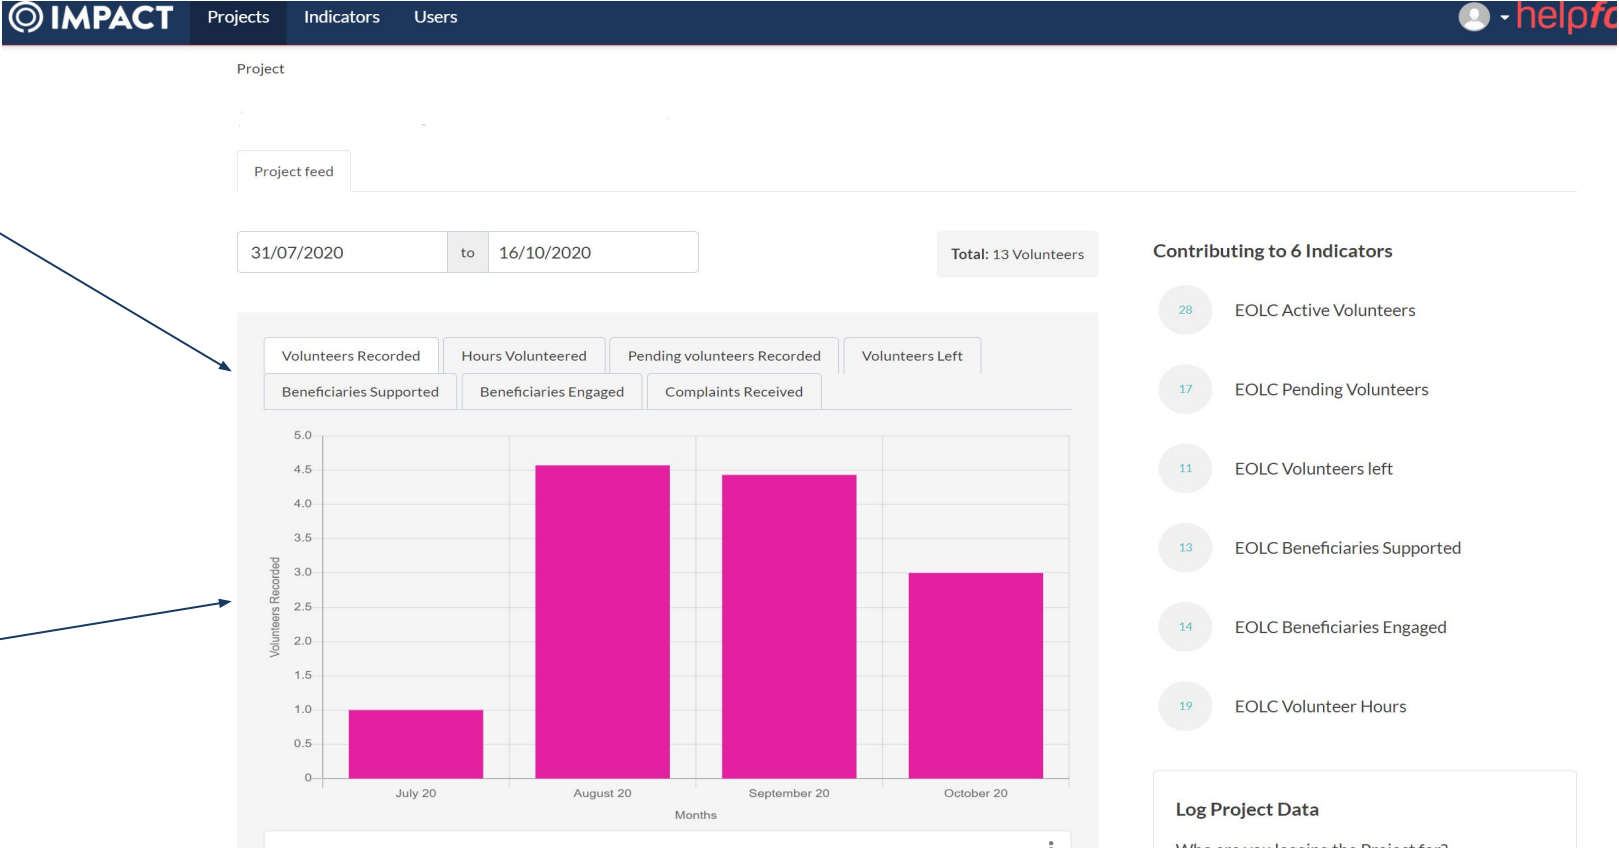 IMPACT Projects Indicators Users
Project
Project feed
31/07/2020 to 16/10/2020
Total: 13 Volunteers
Volunteers Recorded Hours Volunteered Pending volunteers Recorded Volunteers Left
Beneficiaries Supported Beneficiaries Engaged Complaints Received
5.0
4.5
4.0
3.5
3.0
2.5
2.0
1.5
1.0
0.5
0
Volunteers Recorded
July 20 August 20 September 20 October 20
Months
Contributing to 6 Indicators
28 EOLC Active Volunteers
17 EOLC Pending Volunteers
11 EOLC Volunteers left
13 EOLC Beneficiaries Supported
14 EOLC Beneficiaries Engaged
19 EOLC Volunteer Hours
Log Project Data